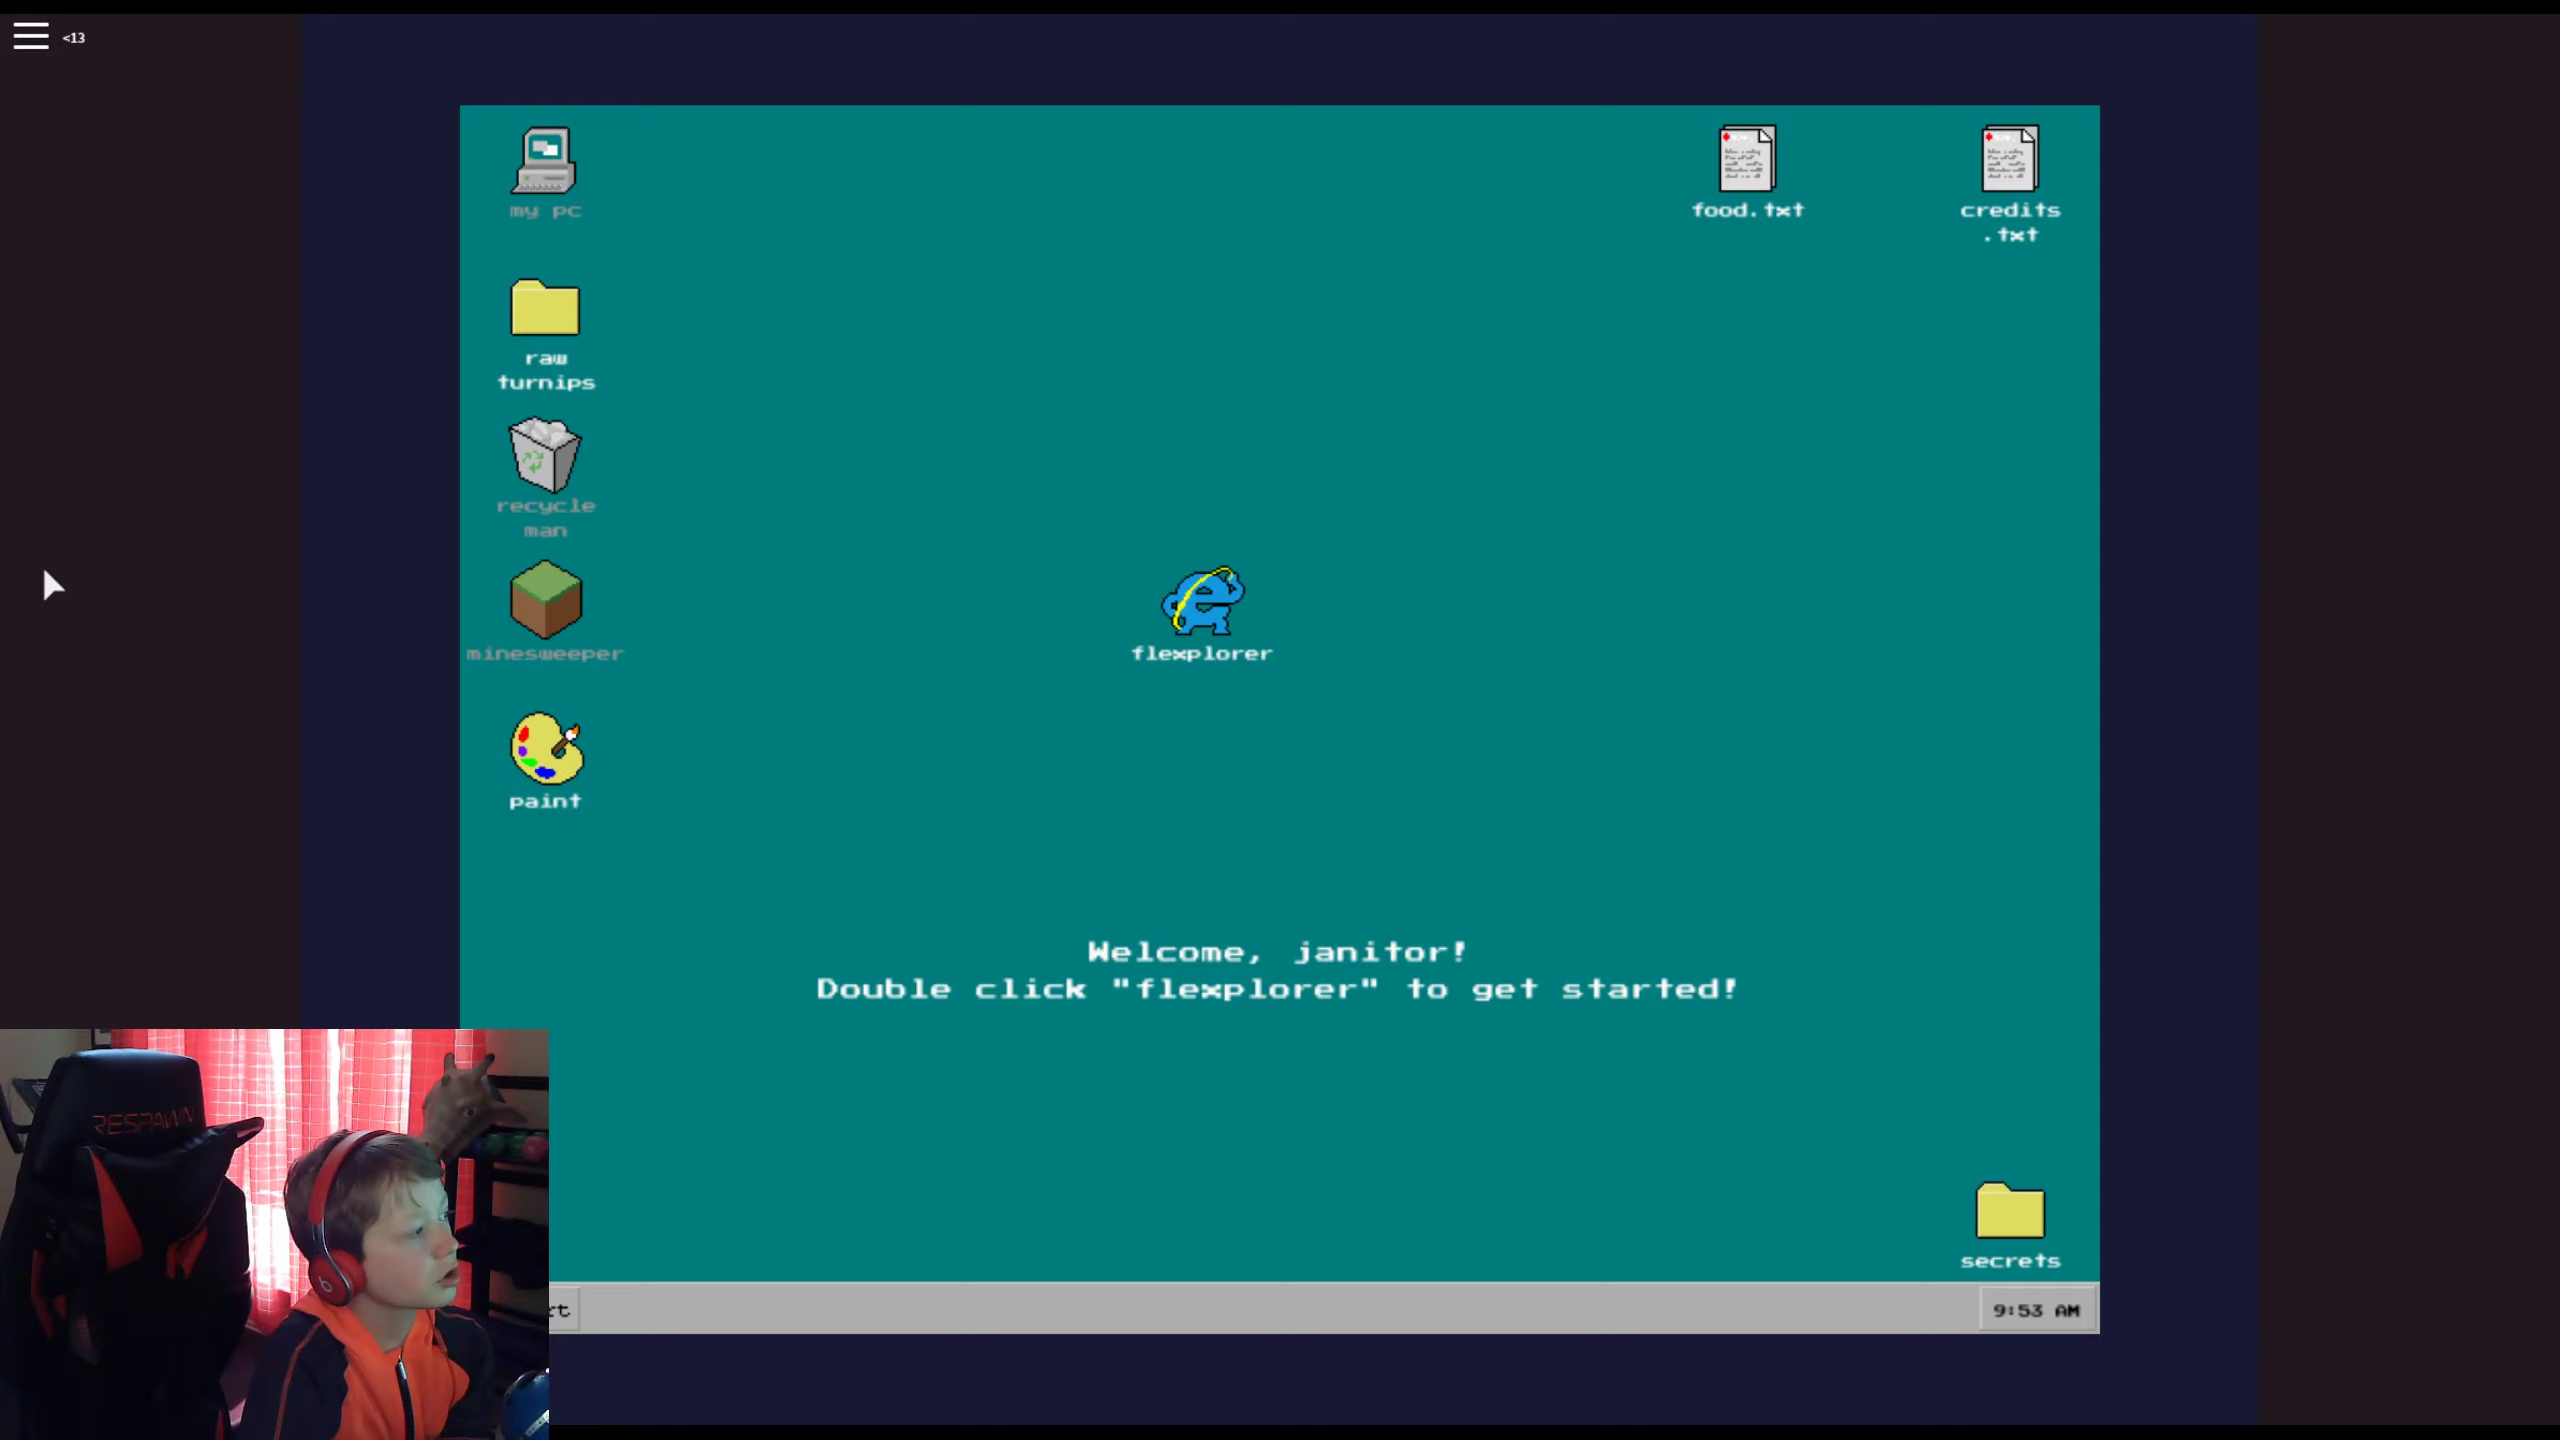 <13
my pc
food.txt
credits
.txt
raw
turnips
recycle
man
minesweeper
flexplorer
paint
Welcome, janitor!
Double click "flexplorer" to get started!
RESPAWN
secrets
rt
9:53 AM